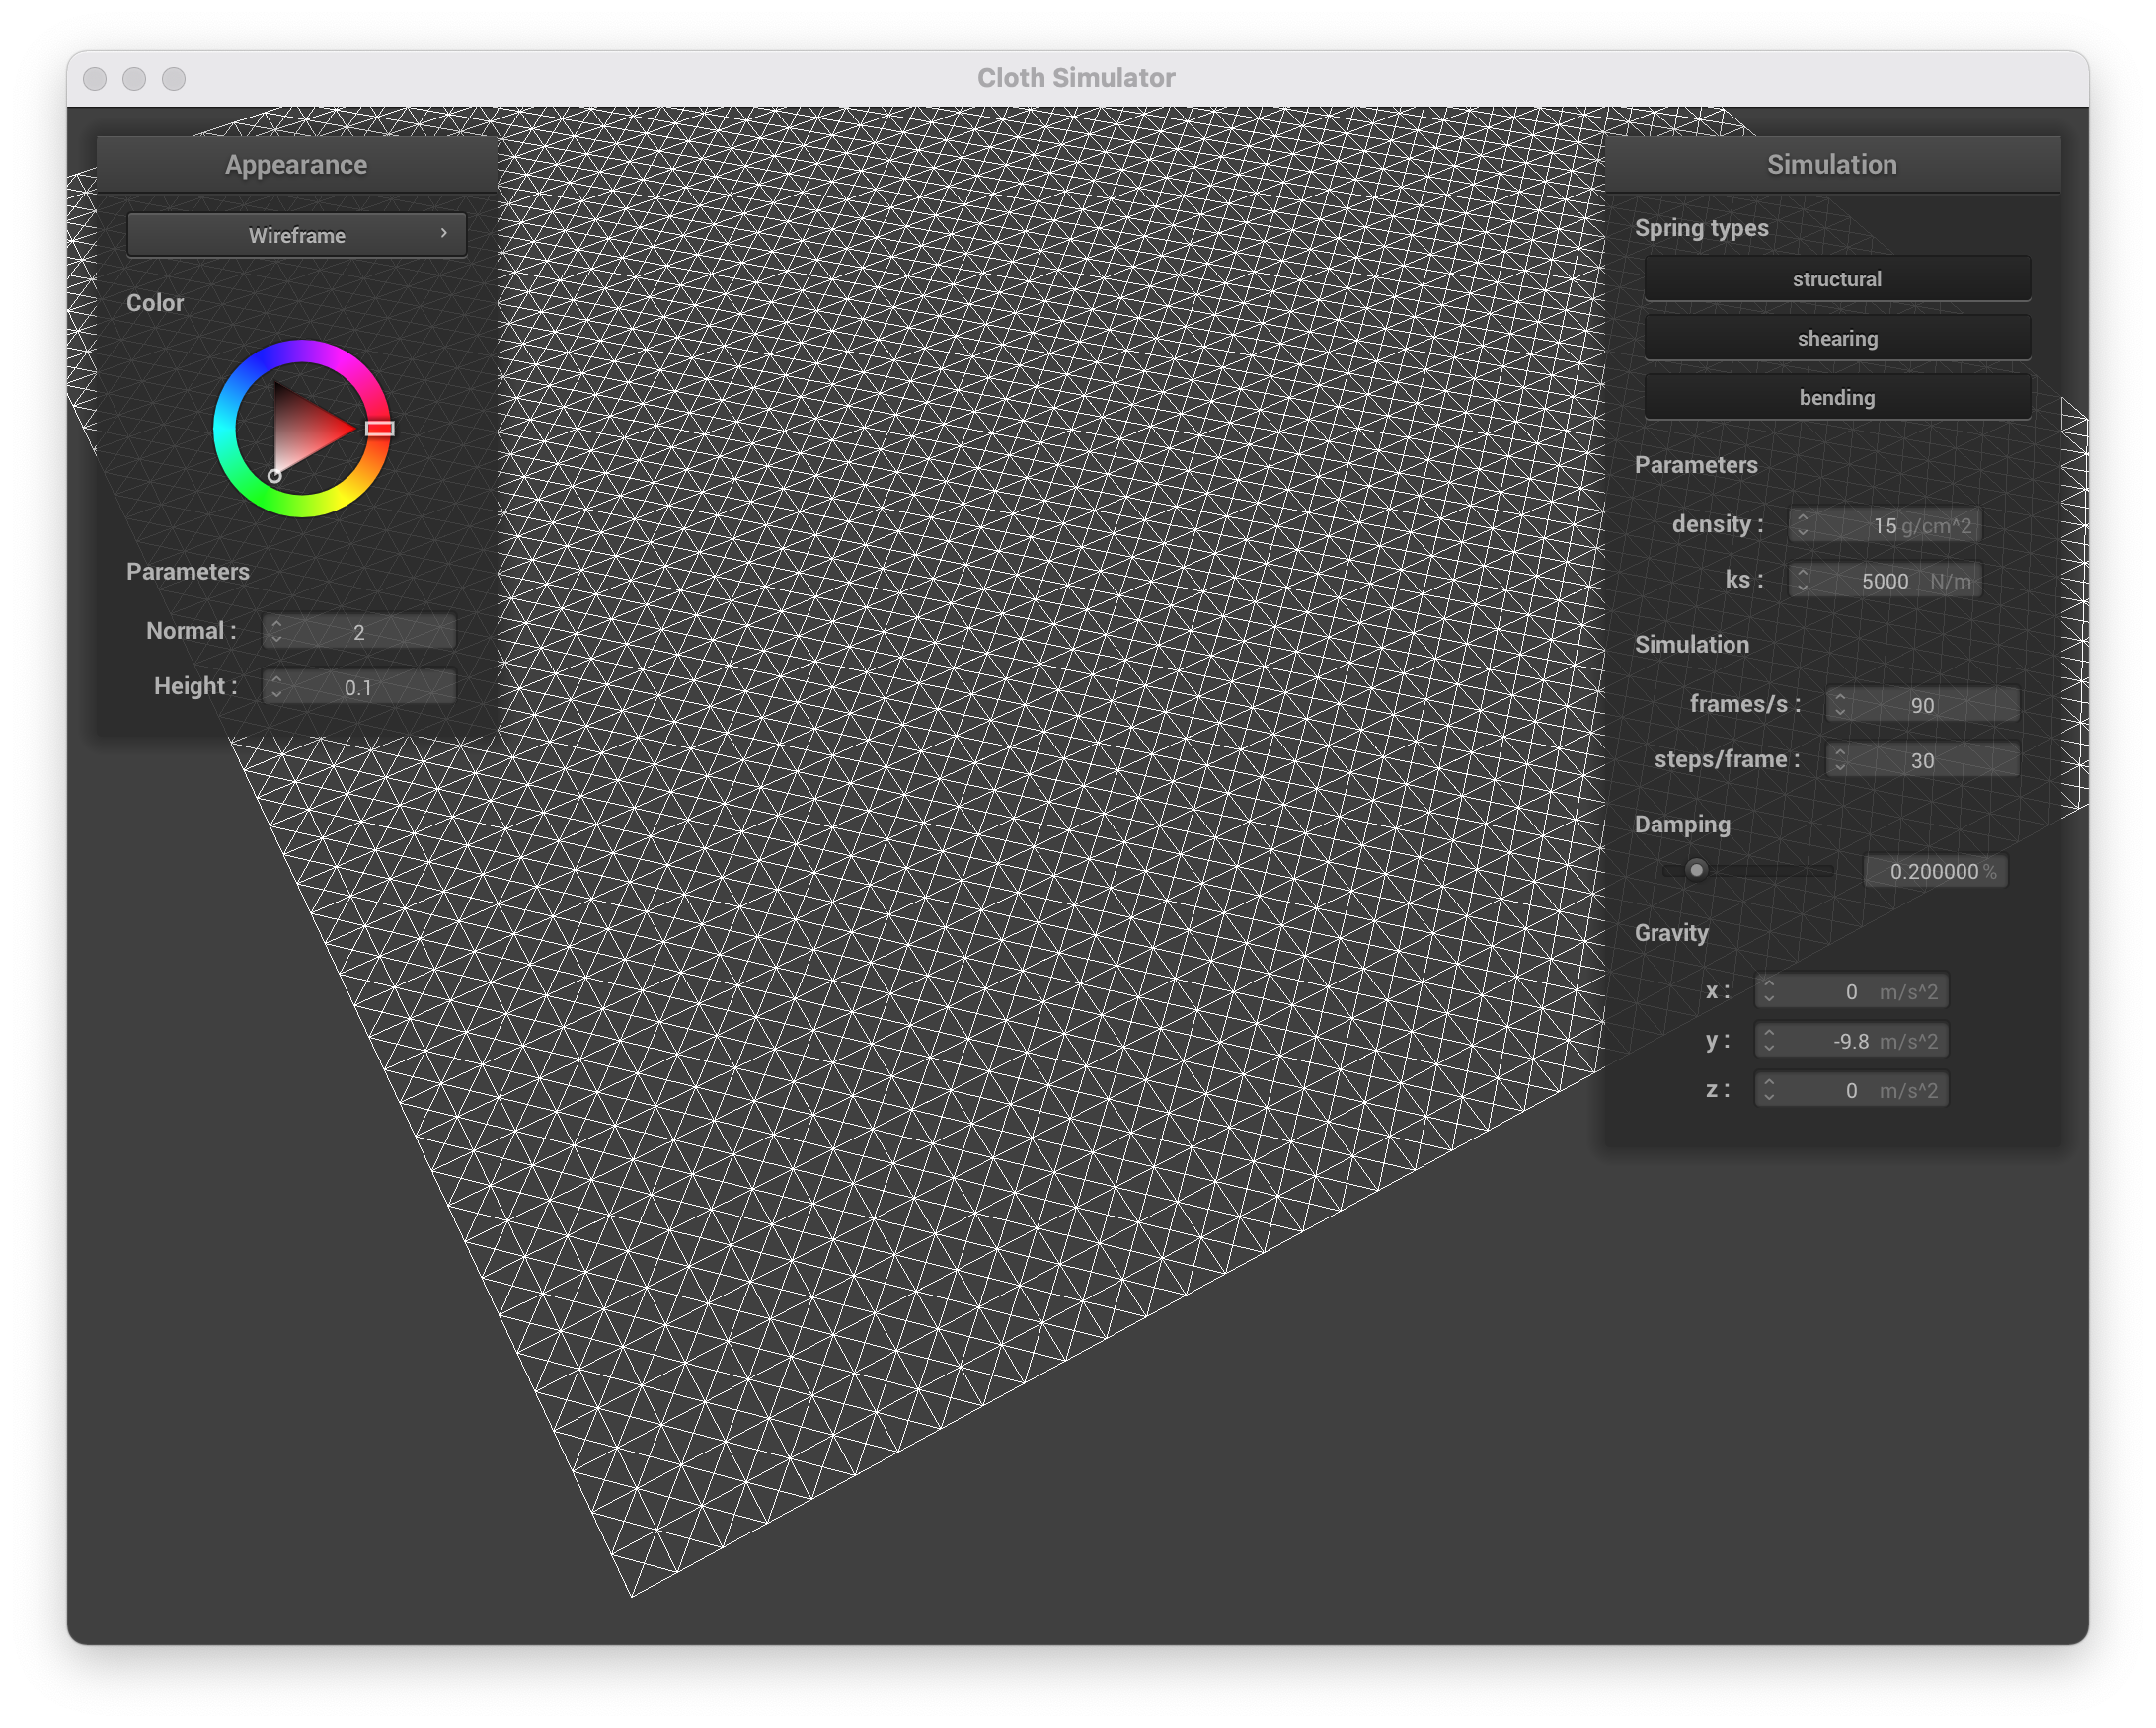 Cloth Simulator
Appearance
Wireframe
Color
Parameters
Normal : 2
Height : 0.1
Simulation
Spring types
structural
shearing
bending
Parameters
density : 15 g/cm^2
ks : 5000 N/m
Simulation
frames/s : 90
steps/frame : 30
Damping
0.200000 %
Gravity
x : 0 m/s^2
y : -9.8 m/s^2
z : 0 m/s^2